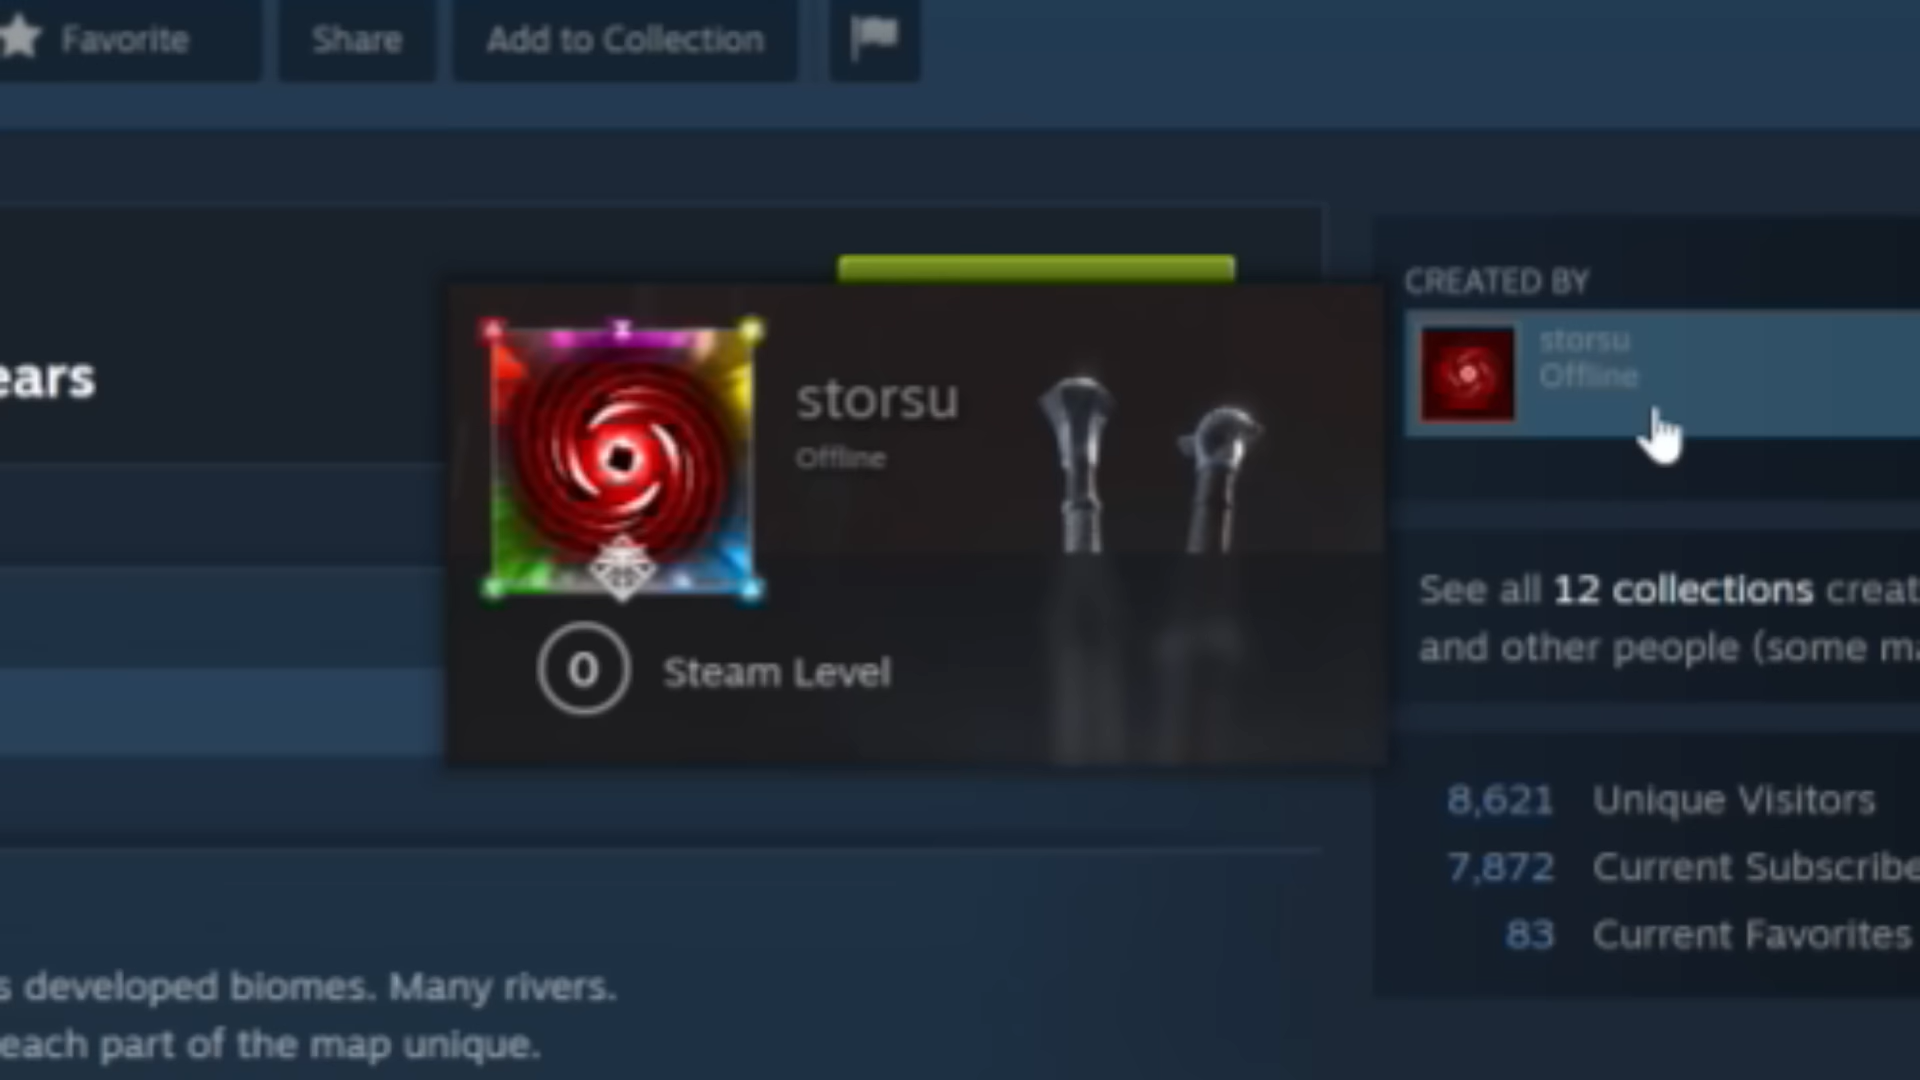 Favorite
Share
Add to Collection
ears
storsu
Offline
0 Steam Level
CREATED BY
storsu
Offline
See all 12 collections creat
and other people (some ma
8,621 Unique Visitors
7,872 Current Subscribe
83 Current Favorites
s developed biomes. Many rivers.
each part of the map unique.